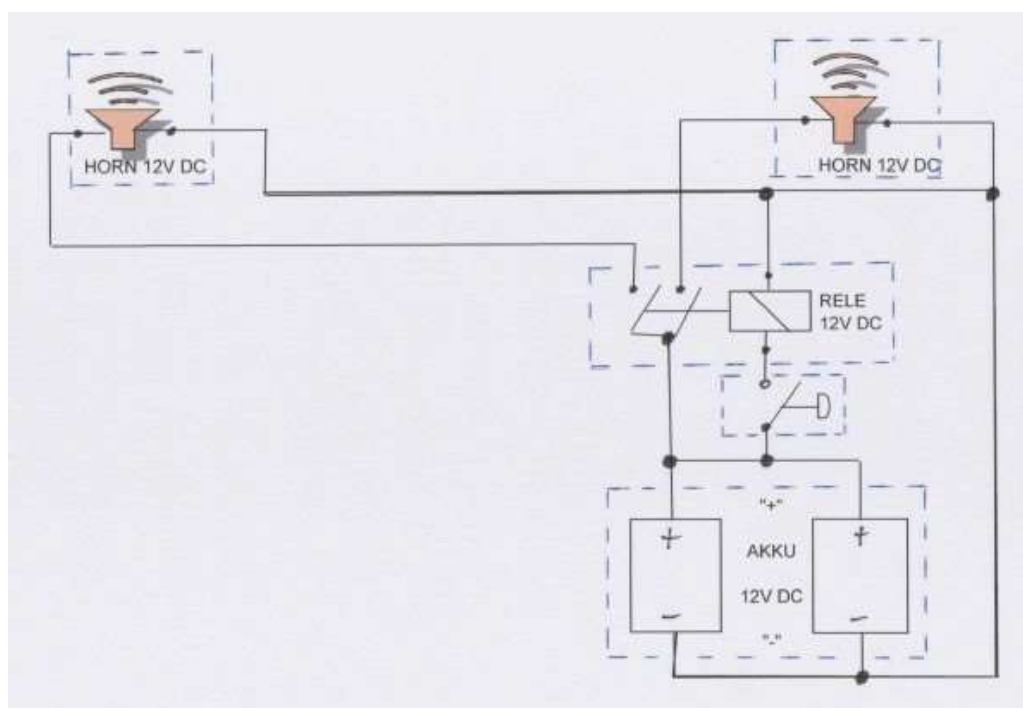 HORN 12V DC
HORN 12V DC
RELE
12V DC
"+"
+
+
AKKU
12V DC
-
-
"-"